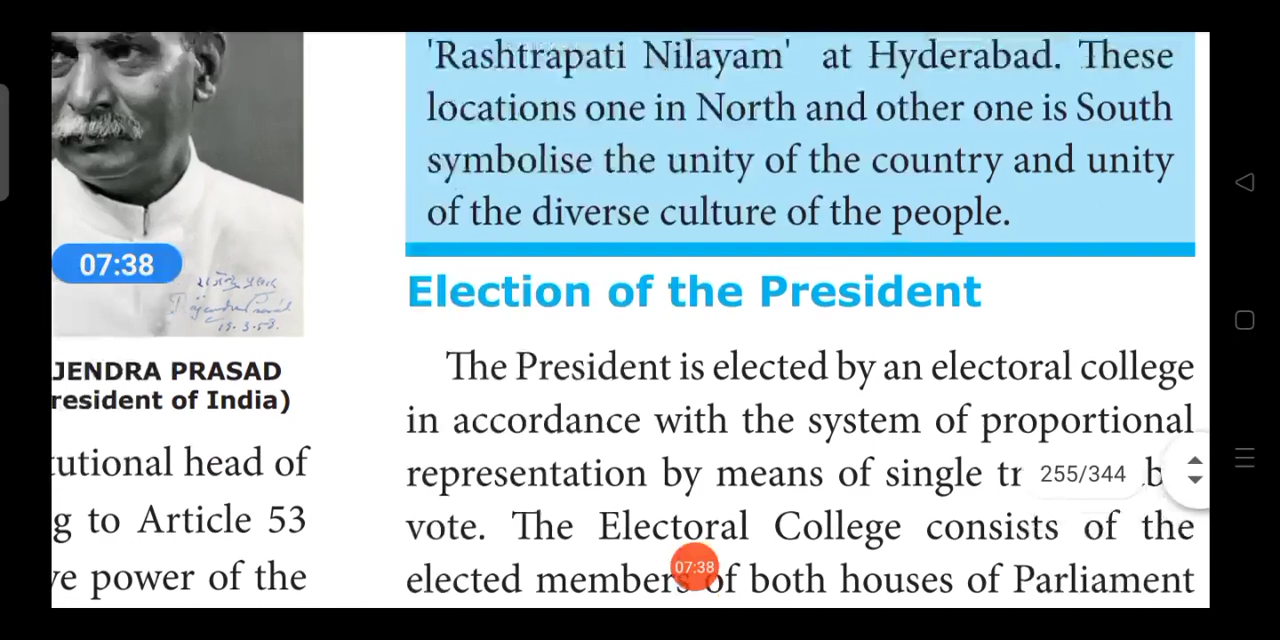 07:38
JENDRA PRASAD
resident of India)
tutional head of
g to Article 53
ve power of the
'Rashtrapati Nilayam' at Hyderabad. These
locations one in North and other one is South
symbolise the unity of the country and unity
of the diverse culture of the people.
Election of the President
The President is elected by an electoral college
in accordance with the system of proportional
representation by means of single tr
255/344
vote. The Electoral College consists of the
elected members of both houses of Parliament
07:38